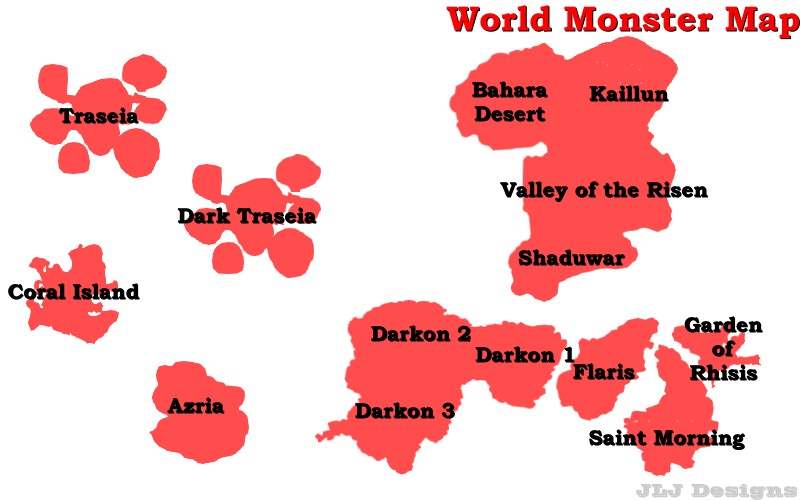 World Monster Map
Bahara
Desert
Kaillun
Traseia
Valley of the Risen
Dark Traseia
Shaduwar
Coral Island
Darkon 2
Darkon 1
Garden
of
Rhisis
Flaris
Azria
Darkon 3
Saint Morning
JLJ Designs